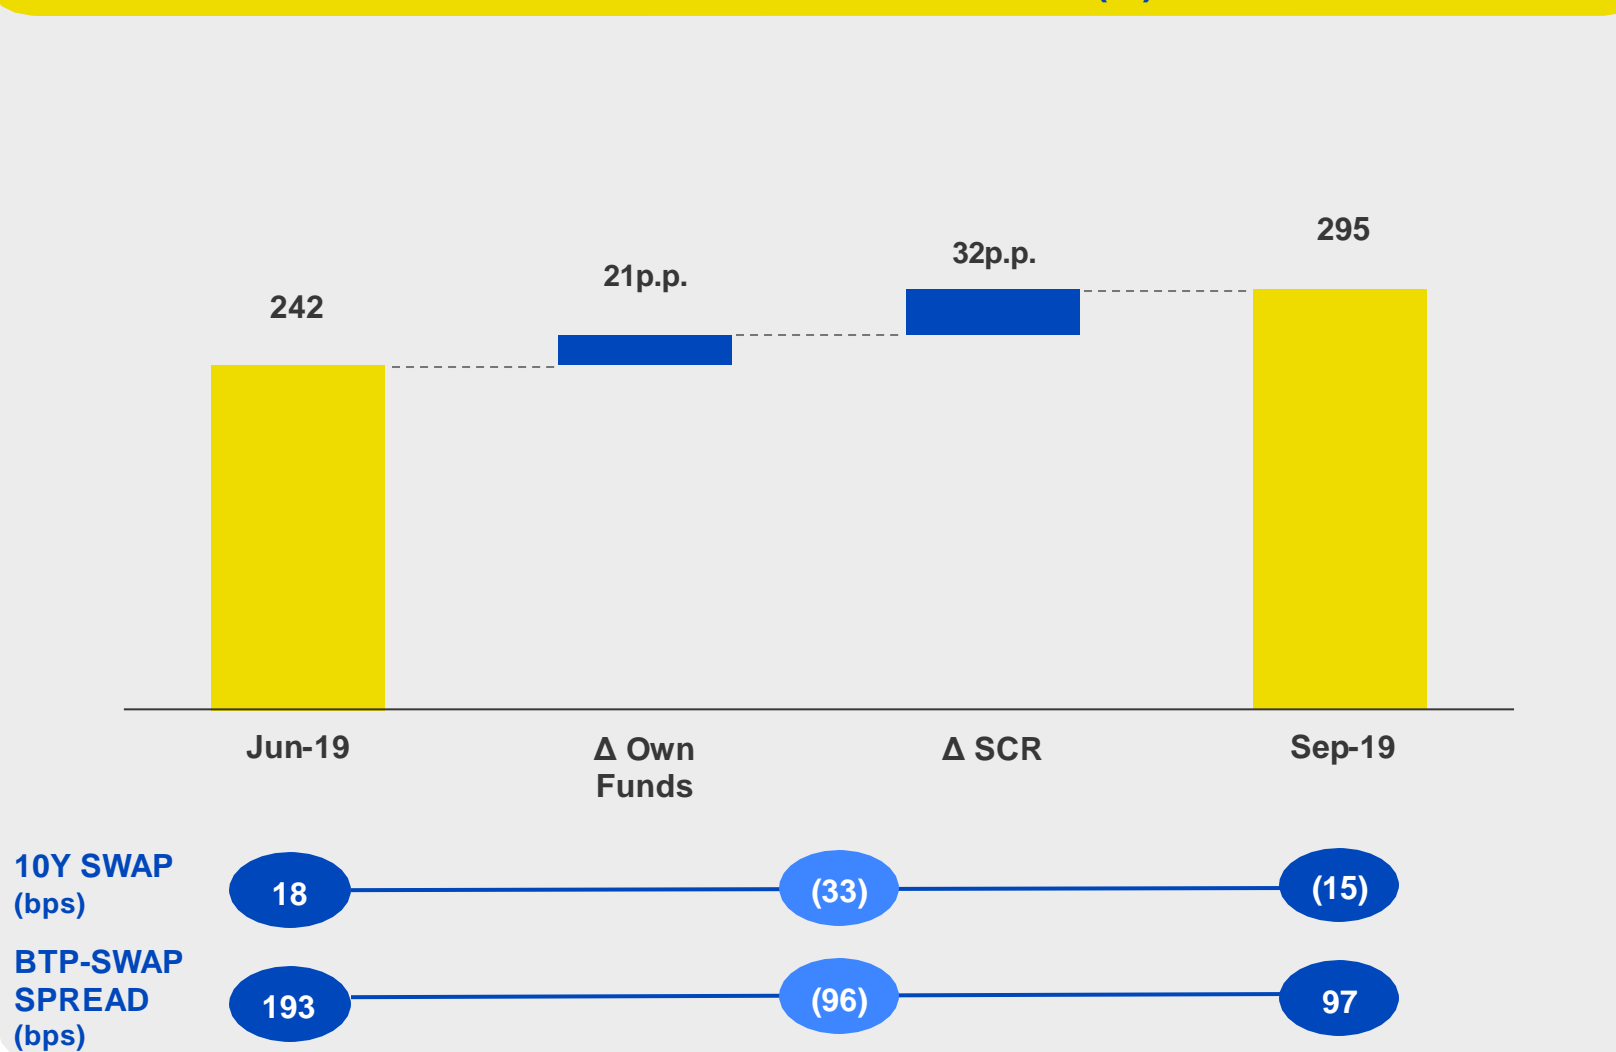 242
21p.p.
32p.p.
295
Jun-19
Δ Own
Funds
Δ SCR
Sep-19
10Y SWAP
(bps)
18
(33)
(15)
BTP-SWAP
SPREAD
(bps)
193
(96)
97